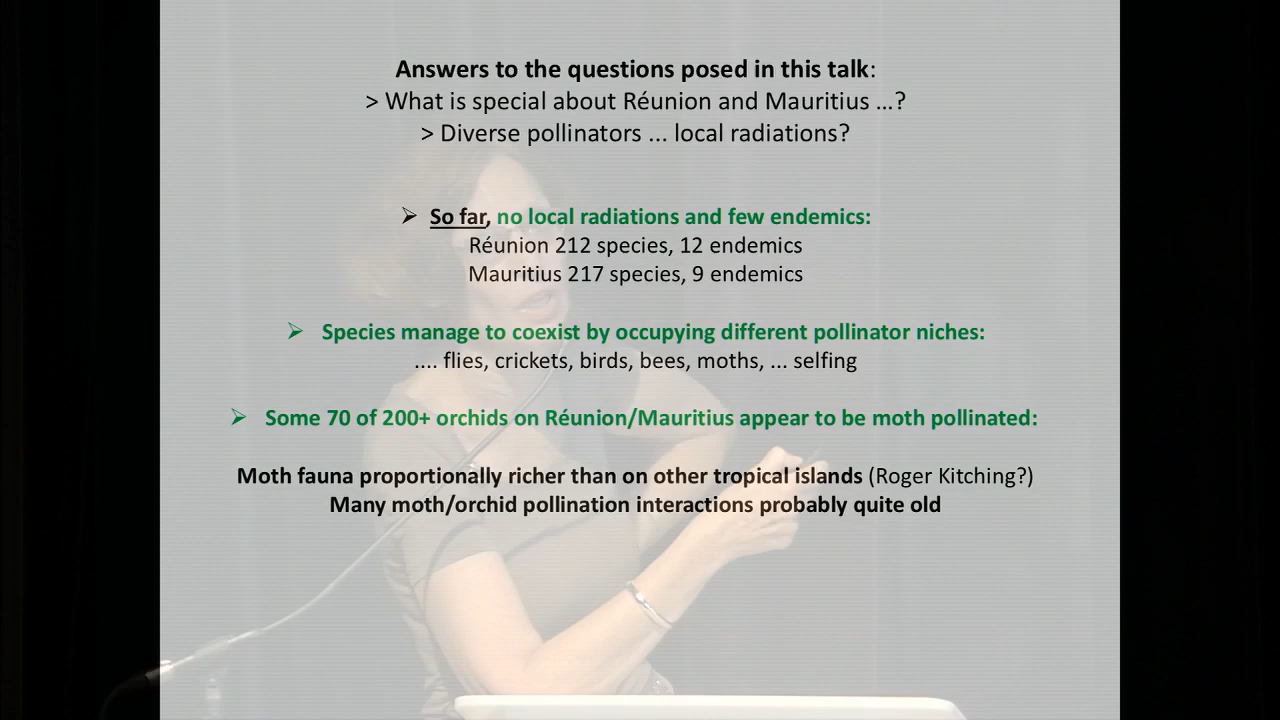 Answers to the questions posed in this talk:
> What is special about Réunion and Mauritius ...?
> Diverse pollinators ... local radiations?
➢ So far, no local radiations and few endemics:
Réunion 212 species, 12 endemics
Mauritius 217 species, 9 endemics
➢ Species manage to coexist by occupying different pollinator niches:
.... flies, crickets, birds, bees, moths, ... selfing
➢ Some 70 of 200+ orchids on Réunion/Mauritius appear to be moth pollinated:
Moth fauna proportionally richer than on other tropical islands (Roger Kitching?)
Many moth/orchid pollination interactions probably quite old